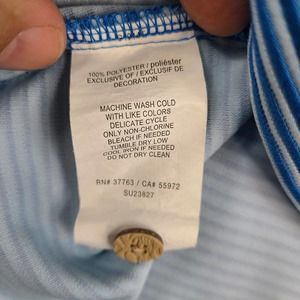 100% POLYESTER / poliéster
EXCLUSIVE OF / EXCLUSIF DE
DECORATION
MACHINE WASH COLD
WITH LIKE COLORS
DELICATE CYCLE
ONLY NON-CHLORINE
BLEACH IF NEEDED
TUMBLE DRY LOW
COOL IRON IF NEEDED
DO NOT DRY CLEAN
RN# 37763 / CA# 55972
SU23827